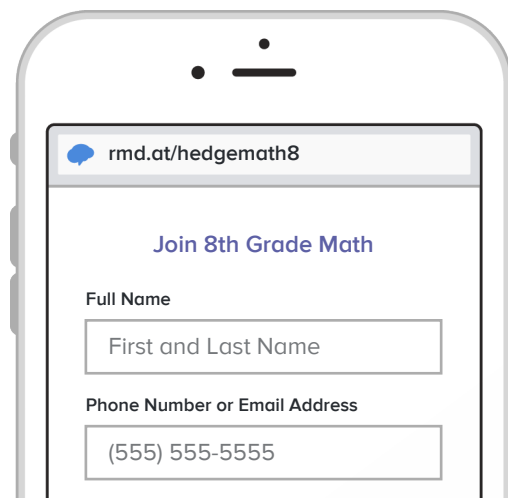 rmd.at/hedgemath8
Join 8th Grade Math
Full Name
First and Last Name
Phone Number or Email Address
(555) 555-5555